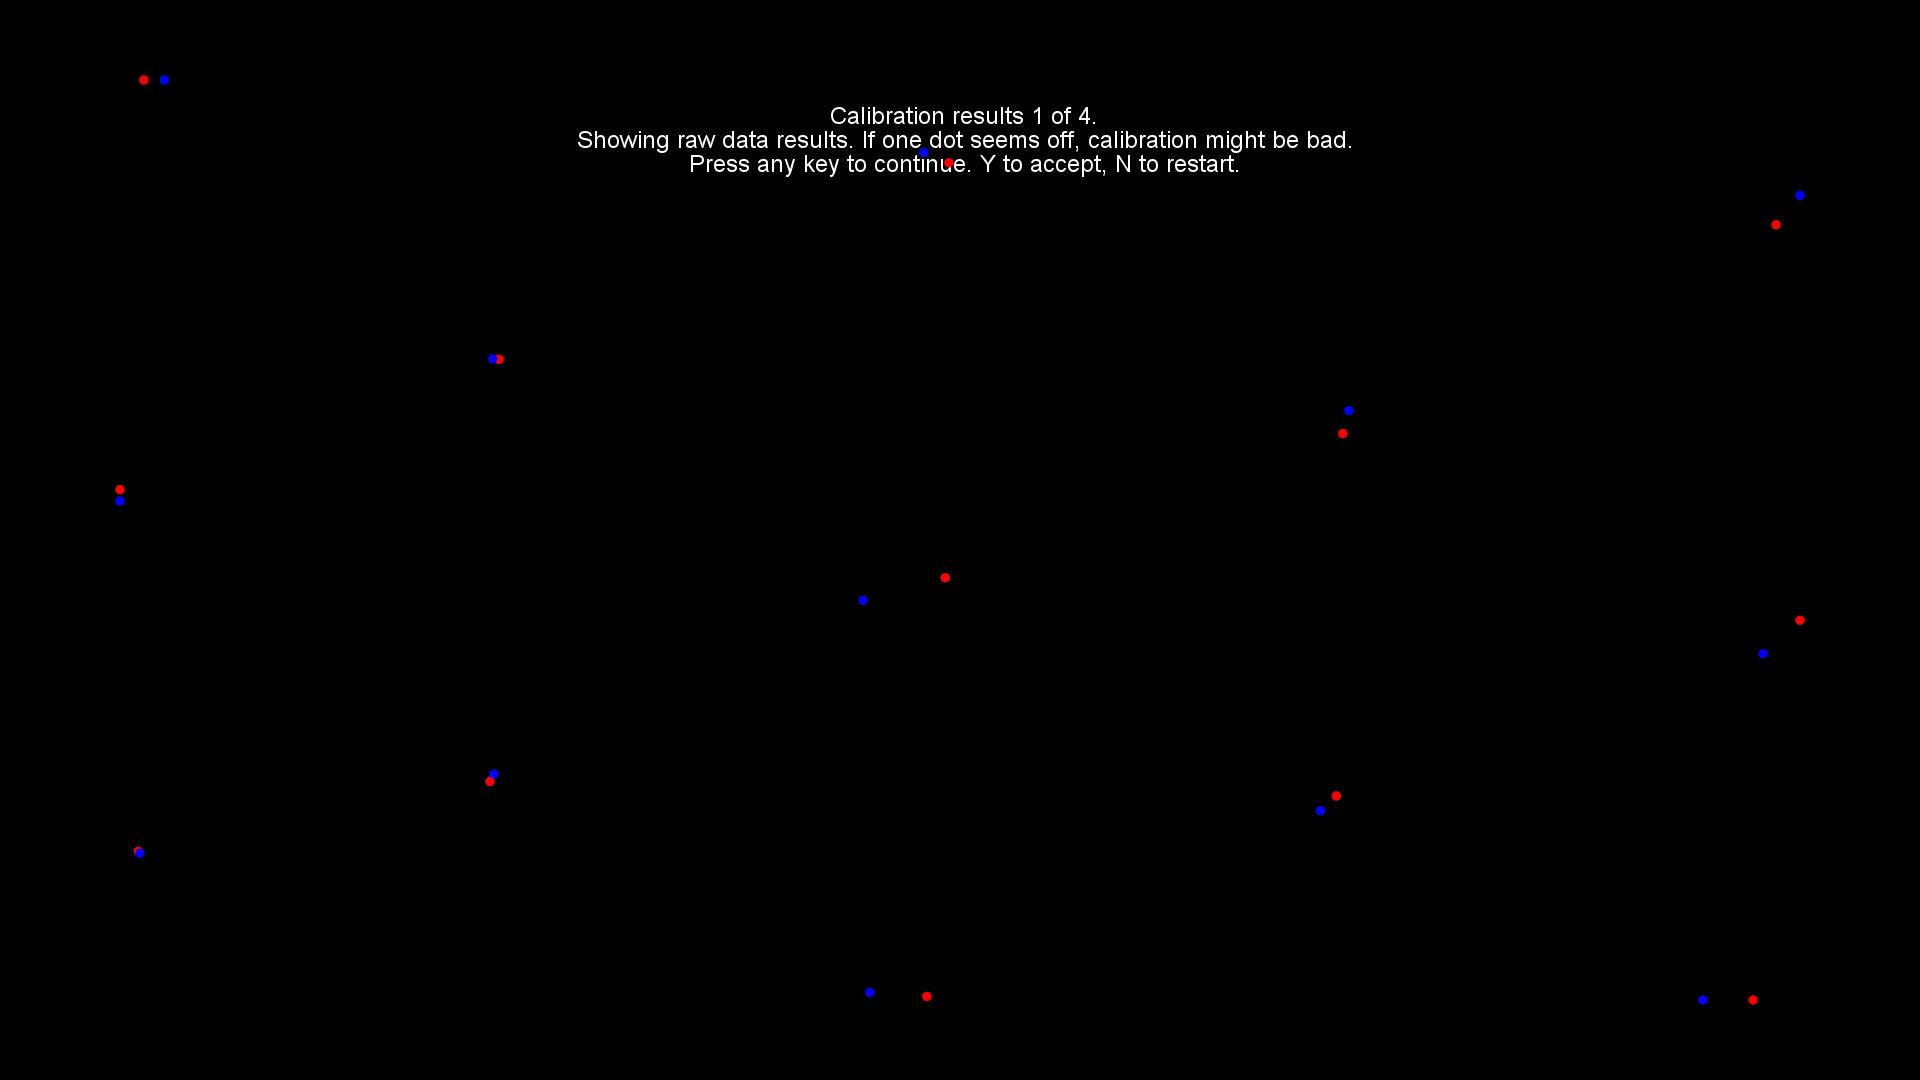 Calibration results 1 of 4.
Showing raw data results. If one dot seems off, calibration might be bad.
Press any key to continue. Y to accept, N to restart.